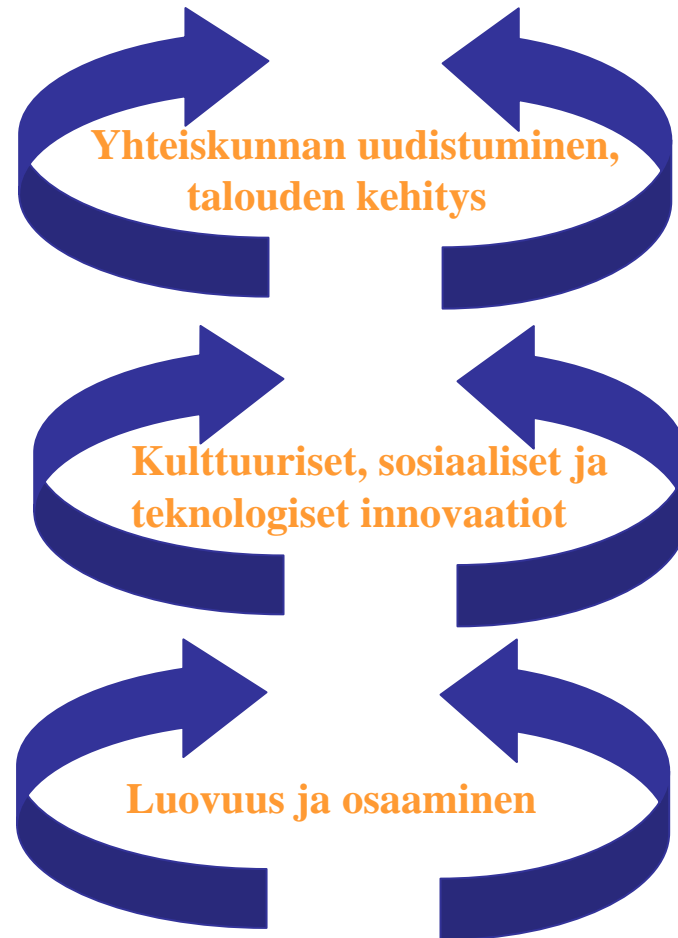 Yhteiskunnan uudistuminen,
talouden kehitys
Kulttuuriset, sosiaaliset ja
teknologiset innovaatiot
Luovuus ja osaaminen